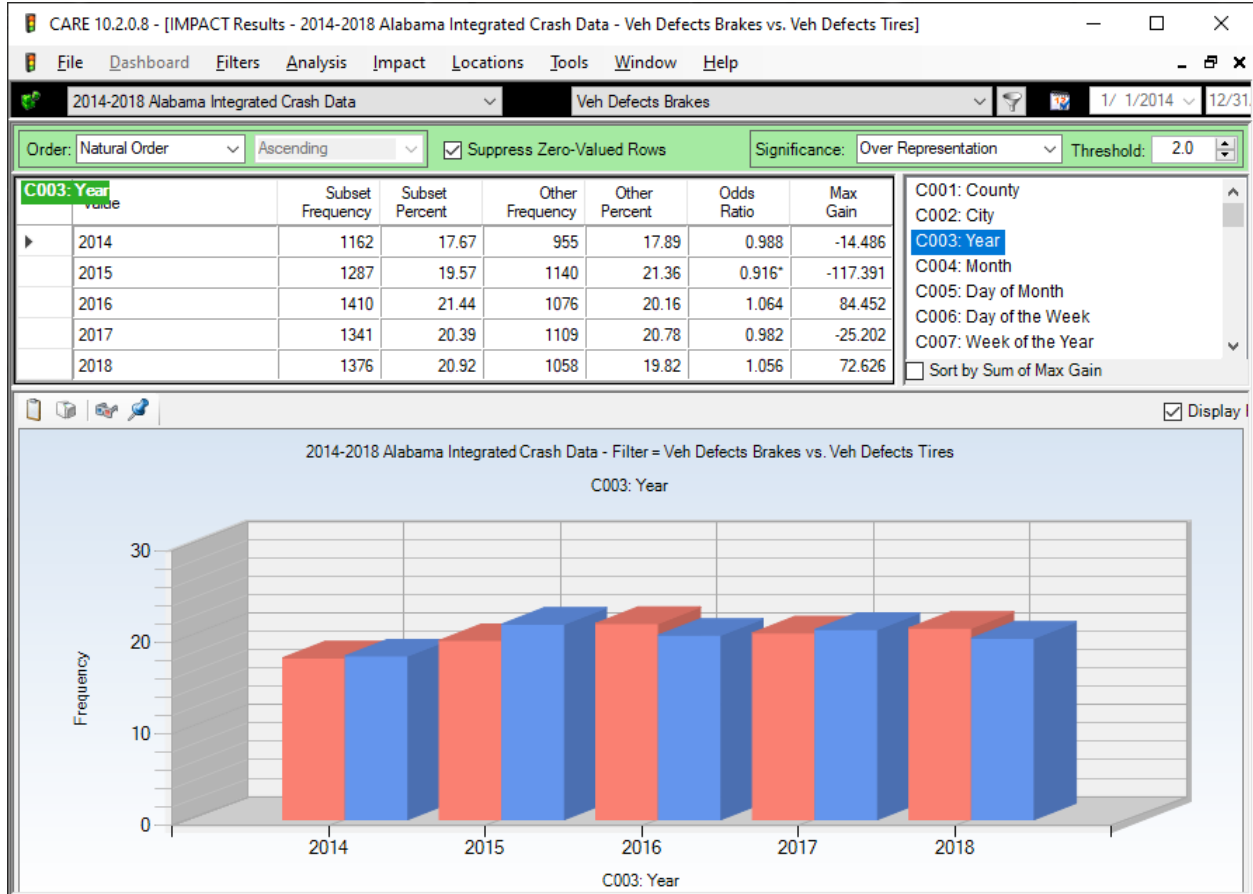 CARE 10.2.0.8 - [IMPACT Results - 2014-2018 Alabama Integrated Crash Data - Veh Defects Brakes vs. Veh Defects Tires]
File Dashboard Filters Analysis Impact Locations Tools Window Help
2014-2018 Alabama Integrated Crash Data Veh Defects Brakes 1/ 1/2014 12/31.
Order: Natural Order Ascending Suppress Zero-Valued Rows Significance: Over Representation Threshold: 2.0
C003: Year
Value Subset Frequency Subset Percent Other Frequency Other Percent Odds Ratio Max Gain
2014 1162 17.67 955 17.89 0.988 -14.486
2015 1287 19.57 1140 21.36 0.916* -117.391
2016 1410 21.44 1076 20.16 1.064 84.452
2017 1341 20.39 1109 20.78 0.982 -25.202
2018 1376 20.92 1058 19.82 1.056 72.626
C001: County
C002: City
C003: Year
C004: Month
C005: Day of Month
C006: Day of the Week
C007: Week of the Year
Sort by Sum of Max Gain
Display
2014-2018 Alabama Integrated Crash Data - Filter = Veh Defects Brakes vs. Veh Defects Tires
C003: Year
Frequency
30
20
10
0
2014 2015 2016 2017 2018
C003: Year